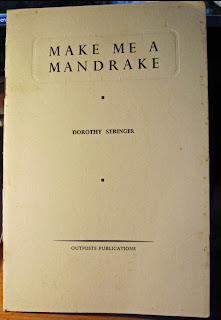 MAKE ME A
MANDRAKE
DOROTHY STRINGER
OUTPOSTS PUBLICATIONS